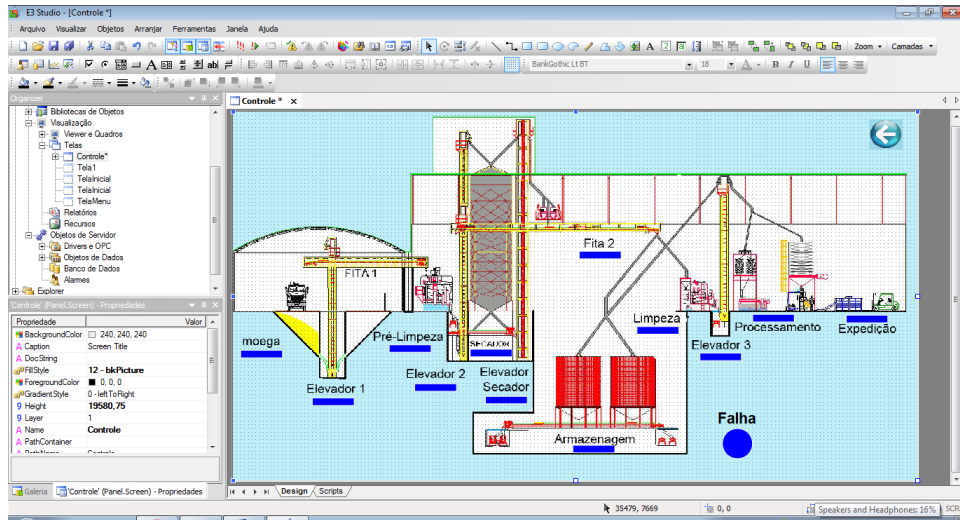 E3 Studio - [Conto *]
Arquivo Visualizar Objetos Arranjar Ferramentas Janela Ajuda
Zoom Camadas
BankGothic Lt BT 18 A B I U
Organizer
Bibliotecas de Objetos
Visualização
Viewer e Quadros
Telas
Controle*
Tela1
TelaInicial
TelaInicial
TelaMenu
Relatórios
Recursos
Objetos de Servidor
Drivers e OPC
Objetos de Dados
Banco de Dados
Alarmes
Explorer
'Controle' (Panel.Screen) - Propriedades
Propriedade Valor
BackgroundColor 240, 240, 240
Caption Screen Title
DocString
FillStyle 12 - bkPicture
ForegroundColor 0, 0, 0
GradientStyle 0 - leftToRight
Height 19580,75
Layer 1
Name Controle
PathContainer
PathName Controle
Galeria 'Controle' (Panel.Screen) - Propriedades
Controle * x
FITA 1
Fita 2
moega
Pré-Limpeza
SECADOR
Limpeza
Processamento
Expedição
Elevador 1
Elevador 2
Elevador
Secador
Elevador 3
Armazenagem
Falha
Design Scripts
35479, 7669 0, 0 Speakers and Headphones: 16% SCR